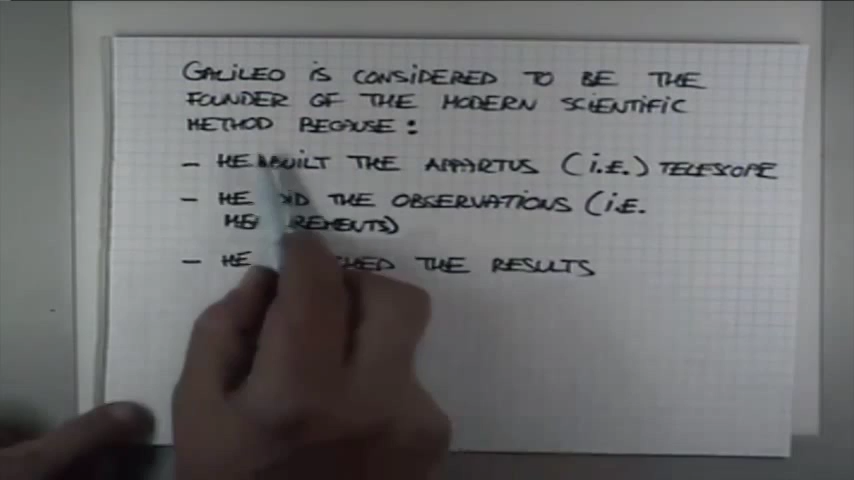 GALILEO IS CONSIDERED TO BE THE
FOUNDER OF THE MODERN SCIENTIFIC
METHOD BECAUSE:
- HE BUILT THE APPARTUS (i.E.) TELESCOPE
- HE THE OBSERVATIONS (i.E.
- HE THE RESULTS